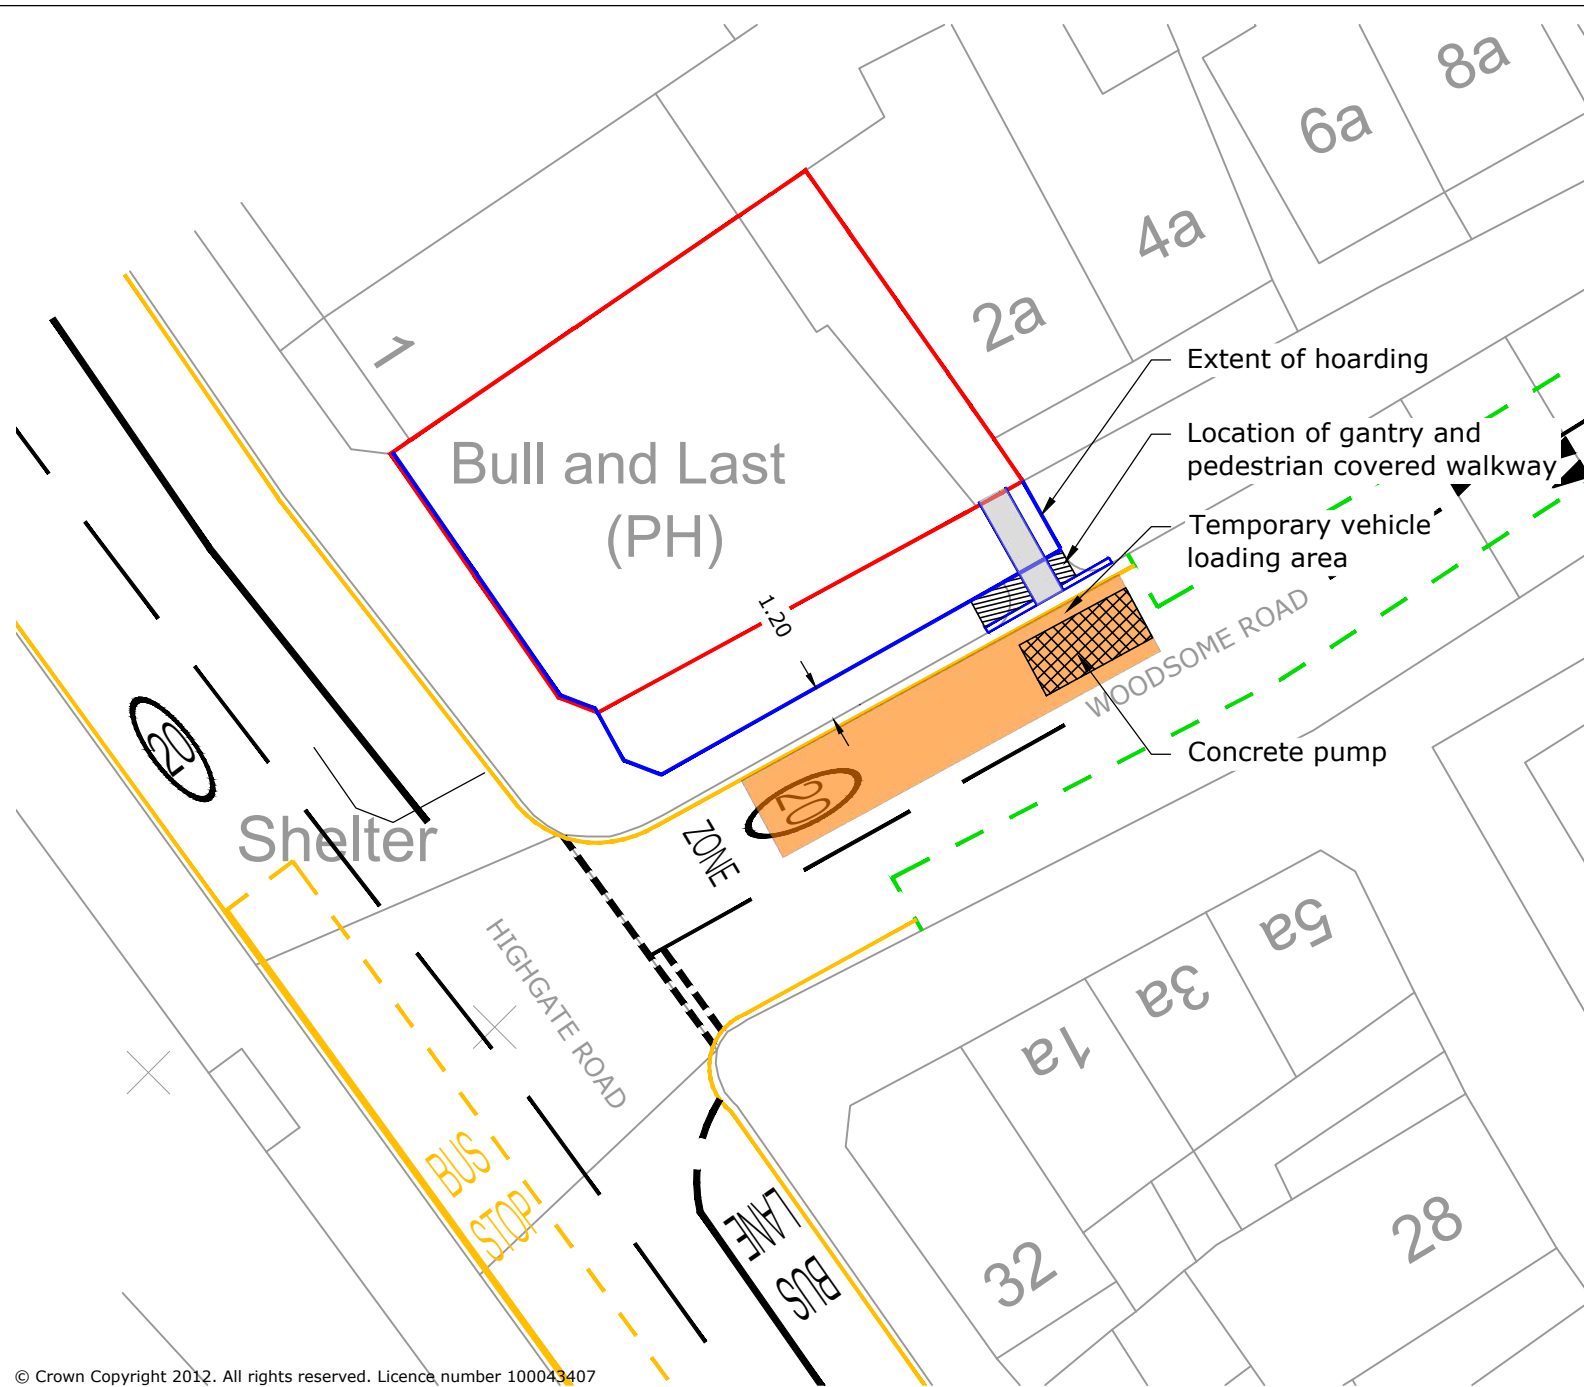 8a
6a
4a
2a
1
Extent of hoarding
Location of gantry and
pedestrian covered walkway
Temporary vehicle
loading area
Bull and Last
(PH)
1.20
WOODSOME ROAD
Concrete pump
20
20
ZONE
Shelter
HIGHGATE ROAD
5a
3a
1a
BUS
STOP
LANE
BUS
32
28
© Crown Copyright 2012. All rights reserved. Licence number 100043407